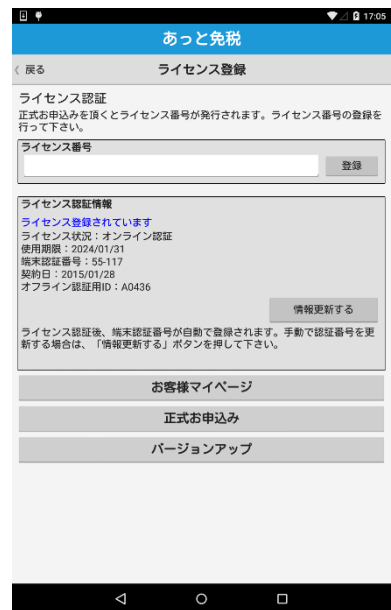 17:05
あっと免税
戻る
ライセンス登録
ライセンス認証
正式お申込みを頂くとライセンス番号が発行されます。ライセンス番号の登録を
行って下さい。
ライセンス番号
登録
ライセンス認証情報
ライセンス登録されています
ライセンス状況：オンライン認証
使用期限：2024/01/31
端末認証番号：55-117
契約日：2015/01/28
オフライン認証用ID：A0436
情報更新する
ライセンス認証後、端末認証番号が自動で登録されます。手動で認証番号を更
新する場合は、「情報更新する」ボタンを押して下さい。
お客様マイページ
正式お申込み
バージョンアップ